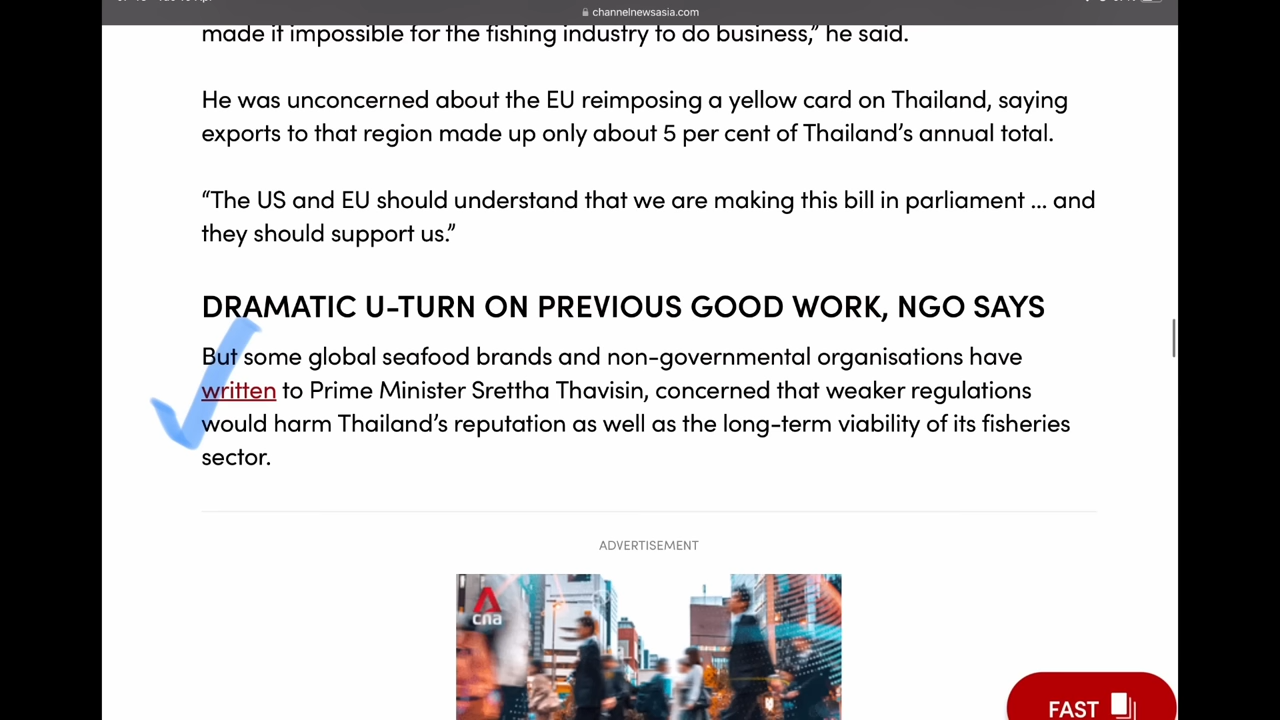 channelnewsasia.com
made it impossible for the fishing industry to do business,” he said.
He was unconcerned about the EU reimposing a yellow card on Thailand, saying
exports to that region made up only about 5 per cent of Thailand’s annual total.
“The US and EU should understand that we are making this bill in parliament ... and
they should support us.”
DRAMATIC U-TURN ON PREVIOUS GOOD WORK, NGO SAYS
But some global seafood brands and non-governmental organisations have
written to Prime Minister Srettha Thavisin, concerned that weaker regulations
would harm Thailand’s reputation as well as the long-term viability of its fisheries
sector.
ADVERTISEMENT
cna
FAST